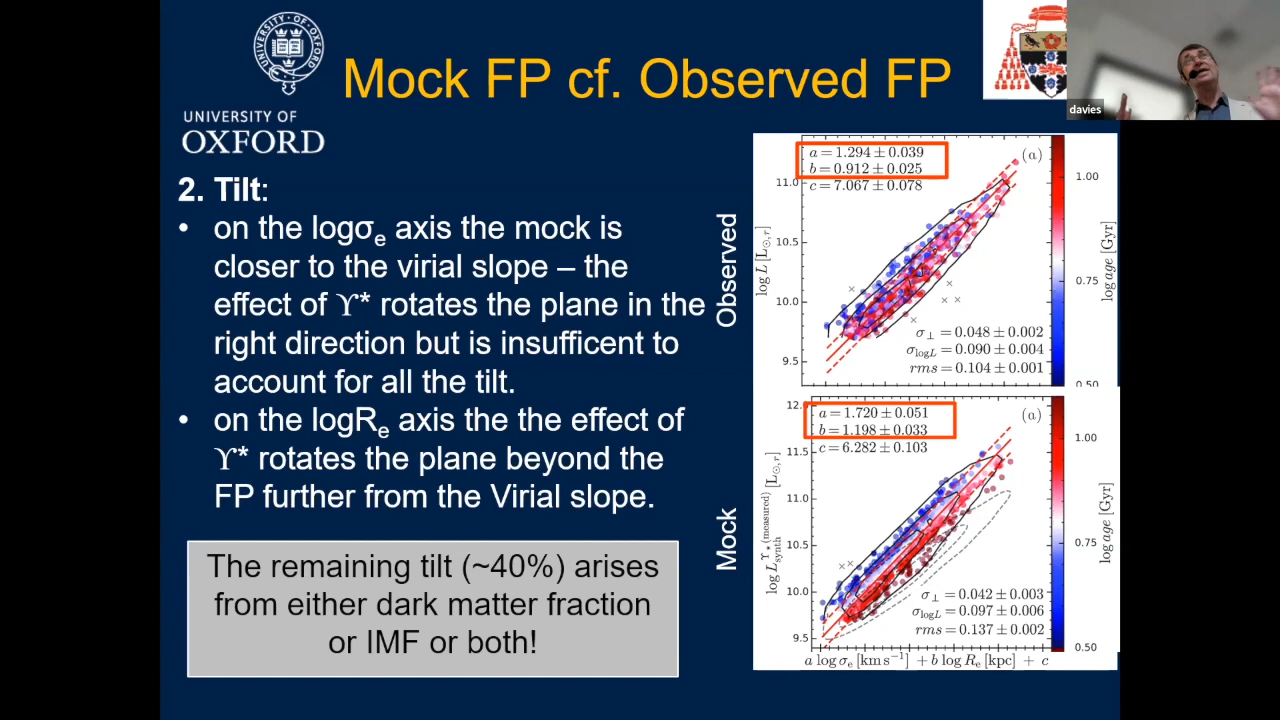 UNIVERSITY OF OXFORD
UNIVERSITY OF
OXFORD
Mock FP cf. Observed FP
davies
2. Tilt:
• on the logσe axis the mock is
closer to the virial slope – the
effect of ϒ* rotates the plane in the
right direction but is insufficent to
account for all the tilt.
• on the logRe axis the the effect of
ϒ* rotates the plane beyond the
FP further from the Virial slope.
The remaining tilt (~40%) arises
from either dark matter fraction
or IMF or both!
Observed
a = 1.294 ± 0.039
b = 0.912 ± 0.025
c = 7.067 ± 0.078
(a)
11.0
10.5
10.0
9.5
log L [L⊙,r]
σ⊥ = 0.048 ± 0.002
σlogL = 0.090 ± 0.004
rms = 0.104 ± 0.001
1.00
0.75
0.50
log age [Gyr]
Mock
a = 1.720 ± 0.051
b = 1.198 ± 0.033
c = 6.282 ± 0.103
(a)
12.
11.5
11.0
10.5
10.0
9.5
log L synth ϒ⋆(measured) [L⊙,r]
σ⊥ = 0.042 ± 0.003
σlogL = 0.097 ± 0.006
rms = 0.137 ± 0.002
1.00
0.75
0.50
log age [Gyr]
a log σe [km s−1] + b log Re [kpc] + c